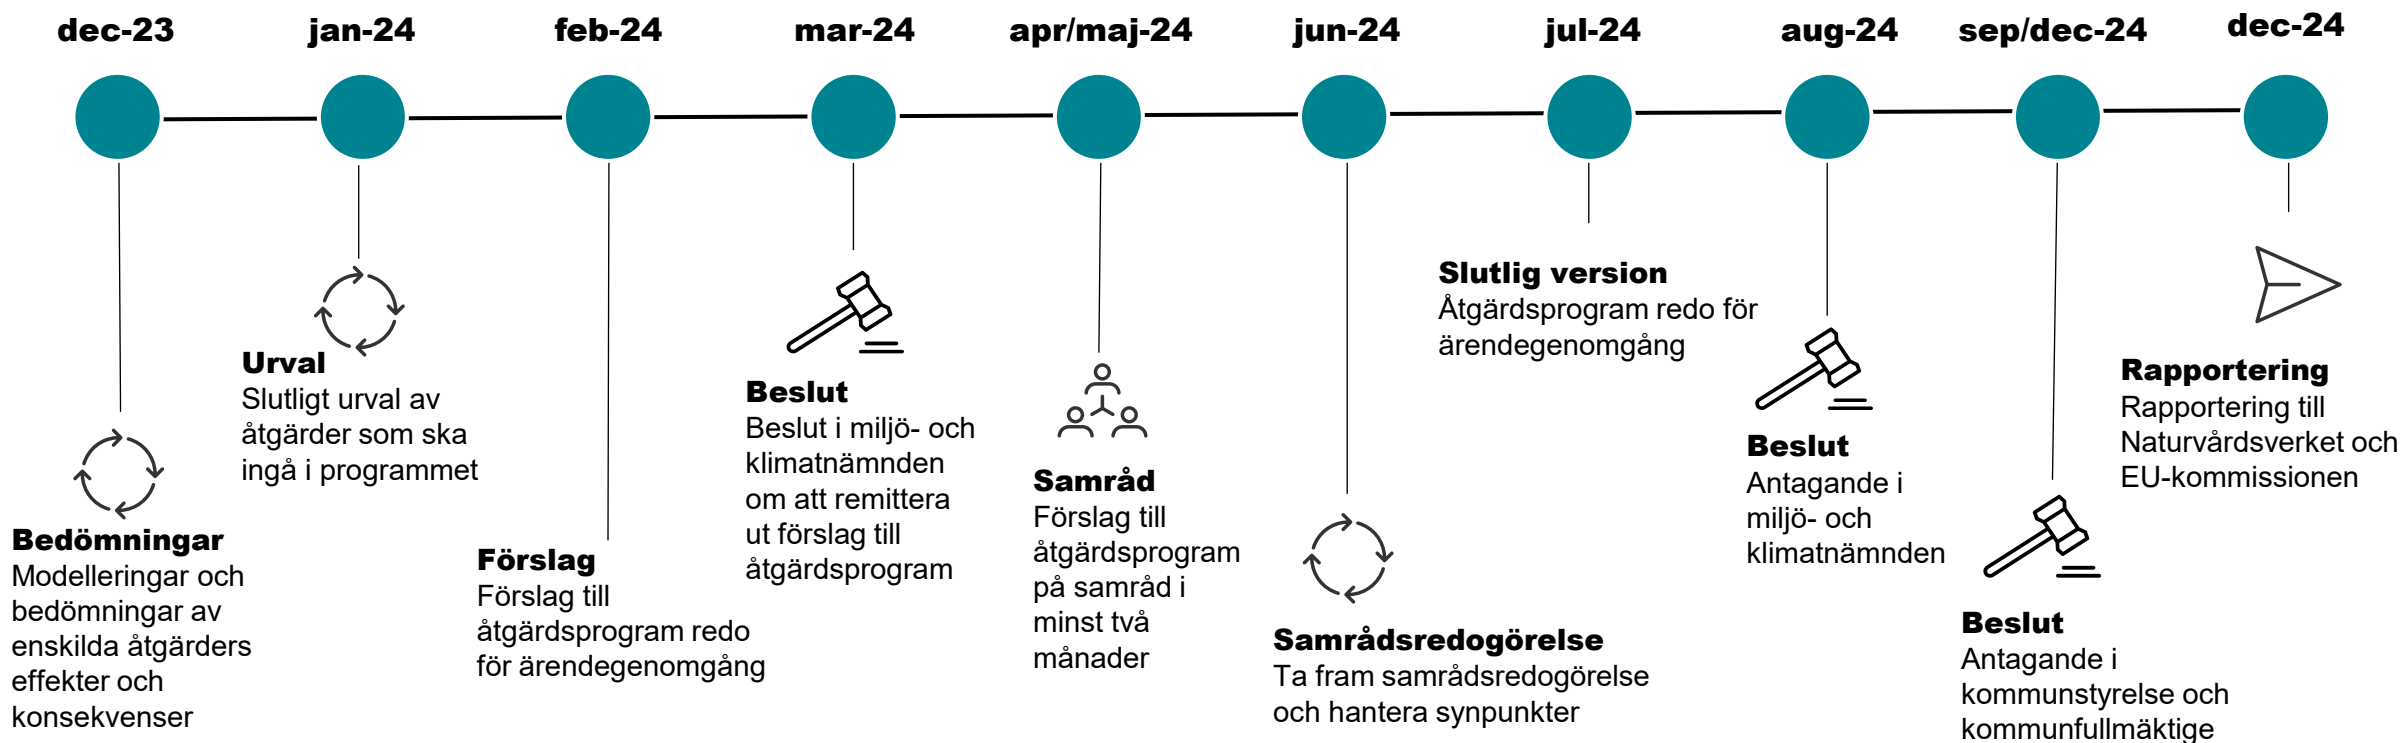 dec-23
jan-24
feb-24
mar-24
apr/maj-24
jun-24
jul-24
aug-24
sep/dec-24
dec-24
Bedömningar
Modelleringar och
bedömningar av
enskilda åtgärders
effekter och
konsekvenser
Urval
Slutligt urval av
åtgärder som ska
ingå i programmet
Förslag
Förslag till
åtgärdsprogram redo
för ärendegenomgång
Beslut
Beslut i miljö- och
klimatnämnden
om att remittera
ut förslag till
åtgärdsprogram
Samråd
Förslag till
åtgärdsprogram
på samråd i
minst två
månader
Samrådsredogörelse
Ta fram samrådsredogörelse
och hantera synpunkter
Slutlig version
Åtgärdsprogram redo för
ärendegenomgång
Beslut
Antagande i
miljö- och
klimatnämnden
Beslut
Antagande i
kommunstyrelse och
kommunfullmäktige
Rapportering
Rapportering till
Naturvårdsverket och
EU-kommissionen